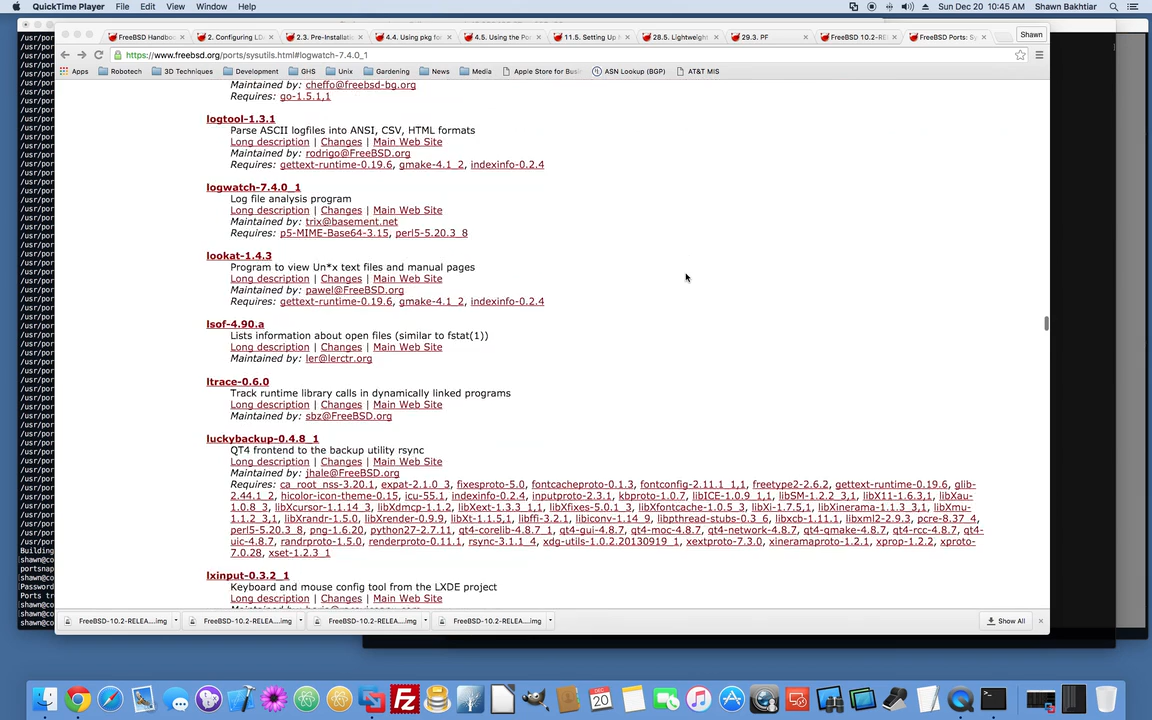 QuickTime Player File Edit View Window Help Sun Dec 20 10:45 AM Shawn Bakhtiar
FreeBSD Handbo 2. Configuring LD 2.3. Pre-Installatio 4.4. Using pkg fo 4.5. Using the Po 11.5. Setting Up 28.5. Lightweigh 29.3. PF FreeBSD 10.2-RE FreeBSD Ports: Sy Shawn
https://www.freebsd.org/ports/sysutils.html#logwatch-7.4.0_1
Apps Robotech 3D Techniques Development GHS Unix Gardening News Media Apple Store for Busi ASN Lookup (BGP) AT&T MIS
Maintained by: cheffo@freebsd-bg.org
Requires: go-1.5.1,1
logtool-1.3.1
Parse ASCII logfiles into ANSI, CSV, HTML formats
Long description | Changes | Main Web Site
Maintained by: rodrigo@FreeBSD.org
Requires: gettext-runtime-0.19.6, gmake-4.1_2, indexinfo-0.2.4
logwatch-7.4.0_1
Log file analysis program
Long description | Changes | Main Web Site
Maintained by: trix@basement.net
Requires: p5-MIME-Base64-3.15, perl5-5.20.3_8
lookat-1.4.3
Program to view Un*x text files and manual pages
Long description | Changes | Main Web Site
Maintained by: pawel@FreeBSD.org
Requires: gettext-runtime-0.19.6, gmake-4.1_2, indexinfo-0.2.4
lsof-4.90.a
Lists information about open files (similar to fstat(1))
Long description | Changes | Main Web Site
Maintained by: ler@lerctr.org
ltrace-0.6.0
Track runtime library calls in dynamically linked programs
Long description | Changes | Main Web Site
Maintained by: sbz@FreeBSD.org
luckybackup-0.4.8_1
QT4 frontend to the backup utility rsync
Long description | Changes | Main Web Site
Maintained by: jhale@FreeBSD.org
Requires: ca_root_nss-3.20.1, expat-2.1.0_3, fixesproto-5.0, fontcacheproto-0.1.3, fontconfig-2.11.1_1,1, freetype2-2.6.2, gettext-runtime-0.19.6, glib-
2.44.1_2, hicolor-icon-theme-0.15, icu-55.1, indexinfo-0.2.4, inputproto-2.3.1, kbproto-1.0.7, libICE-1.0.9_1,1, libSM-1.2.2_3,1, libX11-1.6.3,1, libXau-
1.0.8_3, libXcursor-1.1.14_3, libXdmcp-1.1.2, libXext-1.3.3_1,1, libXfixes-5.0.1_3, libXfontcache-1.0.5_3, libXi-1.7.5,1, libXinerama-1.1.3_3,1, libXmu-
1.1.2_3,1, libXrandr-1.5.0, libXrender-0.9.9, libXt-1.1.5,1, libffi-3.2.1, libiconv-1.14_9, libpthread-stubs-0.3_6, libxcb-1.11.1, libxml2-2.9.3, pcre-8.37_4,
perl5-5.20.3_8, png-1.6.20, python27-2.7.11, qt4-corelib-4.8.7_1, qt4-gui-4.8.7, qt4-moc-4.8.7, qt4-network-4.8.7, qt4-qmake-4.8.7, qt4-rcc-4.8.7, qt4-
uic-4.8.7, randrproto-1.5.0, renderproto-0.11.1, rsync-3.1.1_4, xdg-utils-1.0.2.20130919_1, xextproto-7.3.0, xineramaproto-1.2.1, xprop-1.2.2, xproto-
7.0.28, xset-1.2.3_1
lxinput-0.3.2_1
Keyboard and mouse config tool from the LXDE project
Long description | Changes | Main Web Site
FreeBSD-10.2-RELEA....img FreeBSD-10.2-RELEA....img FreeBSD-10.2-RELEA....img FreeBSD-10.2-RELEA....img Show All
/usr/por
Building
[shawn@co
portsnap
[shawn@co
Password
Ports tr
[shawn@co
[shawn@co